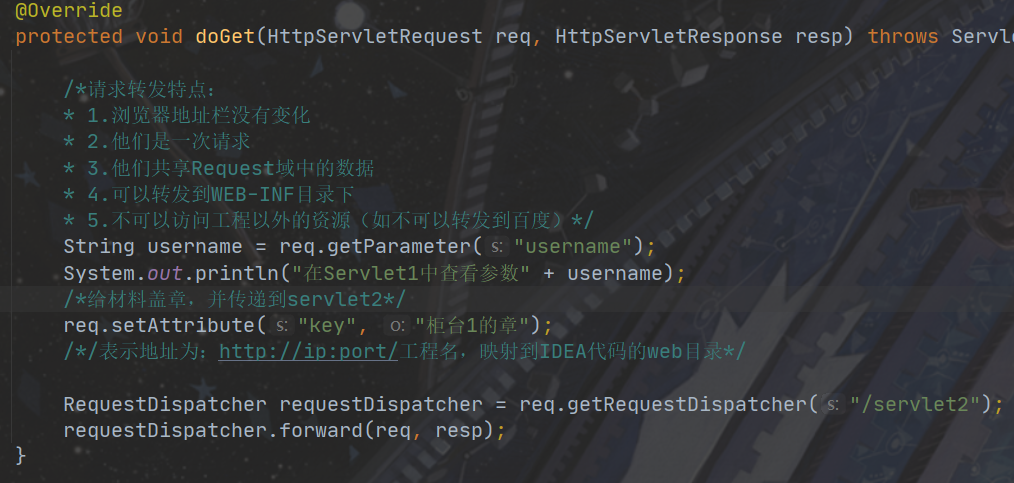 @Override
protected void doGet(HttpServletRequest req, HttpServletResponse resp) throws Servle
/*请求转发特点：
* 1.浏览器地址栏没有变化
* 2.他们是一次请求
* 3.他们共享Request域中的数据
* 4.可以转发到WEB-INF目录下
* 5.不可以访问工程以外的资源（如不可以转发到百度）*/
String username = req.getParameter( s: "username");
System.out.println("在Servlet1中查看参数" + username);
/*给材料盖章，并传递到servlet2*/
req.setAttribute( s: "key", o: "柜台1的章");
/*/表示地址为：http://ip:port/工程名，映射到IDEA代码的web目录*/
RequestDispatcher requestDispatcher = req.getRequestDispatcher( s: "/servlet2");
requestDispatcher.forward(req, resp);
}